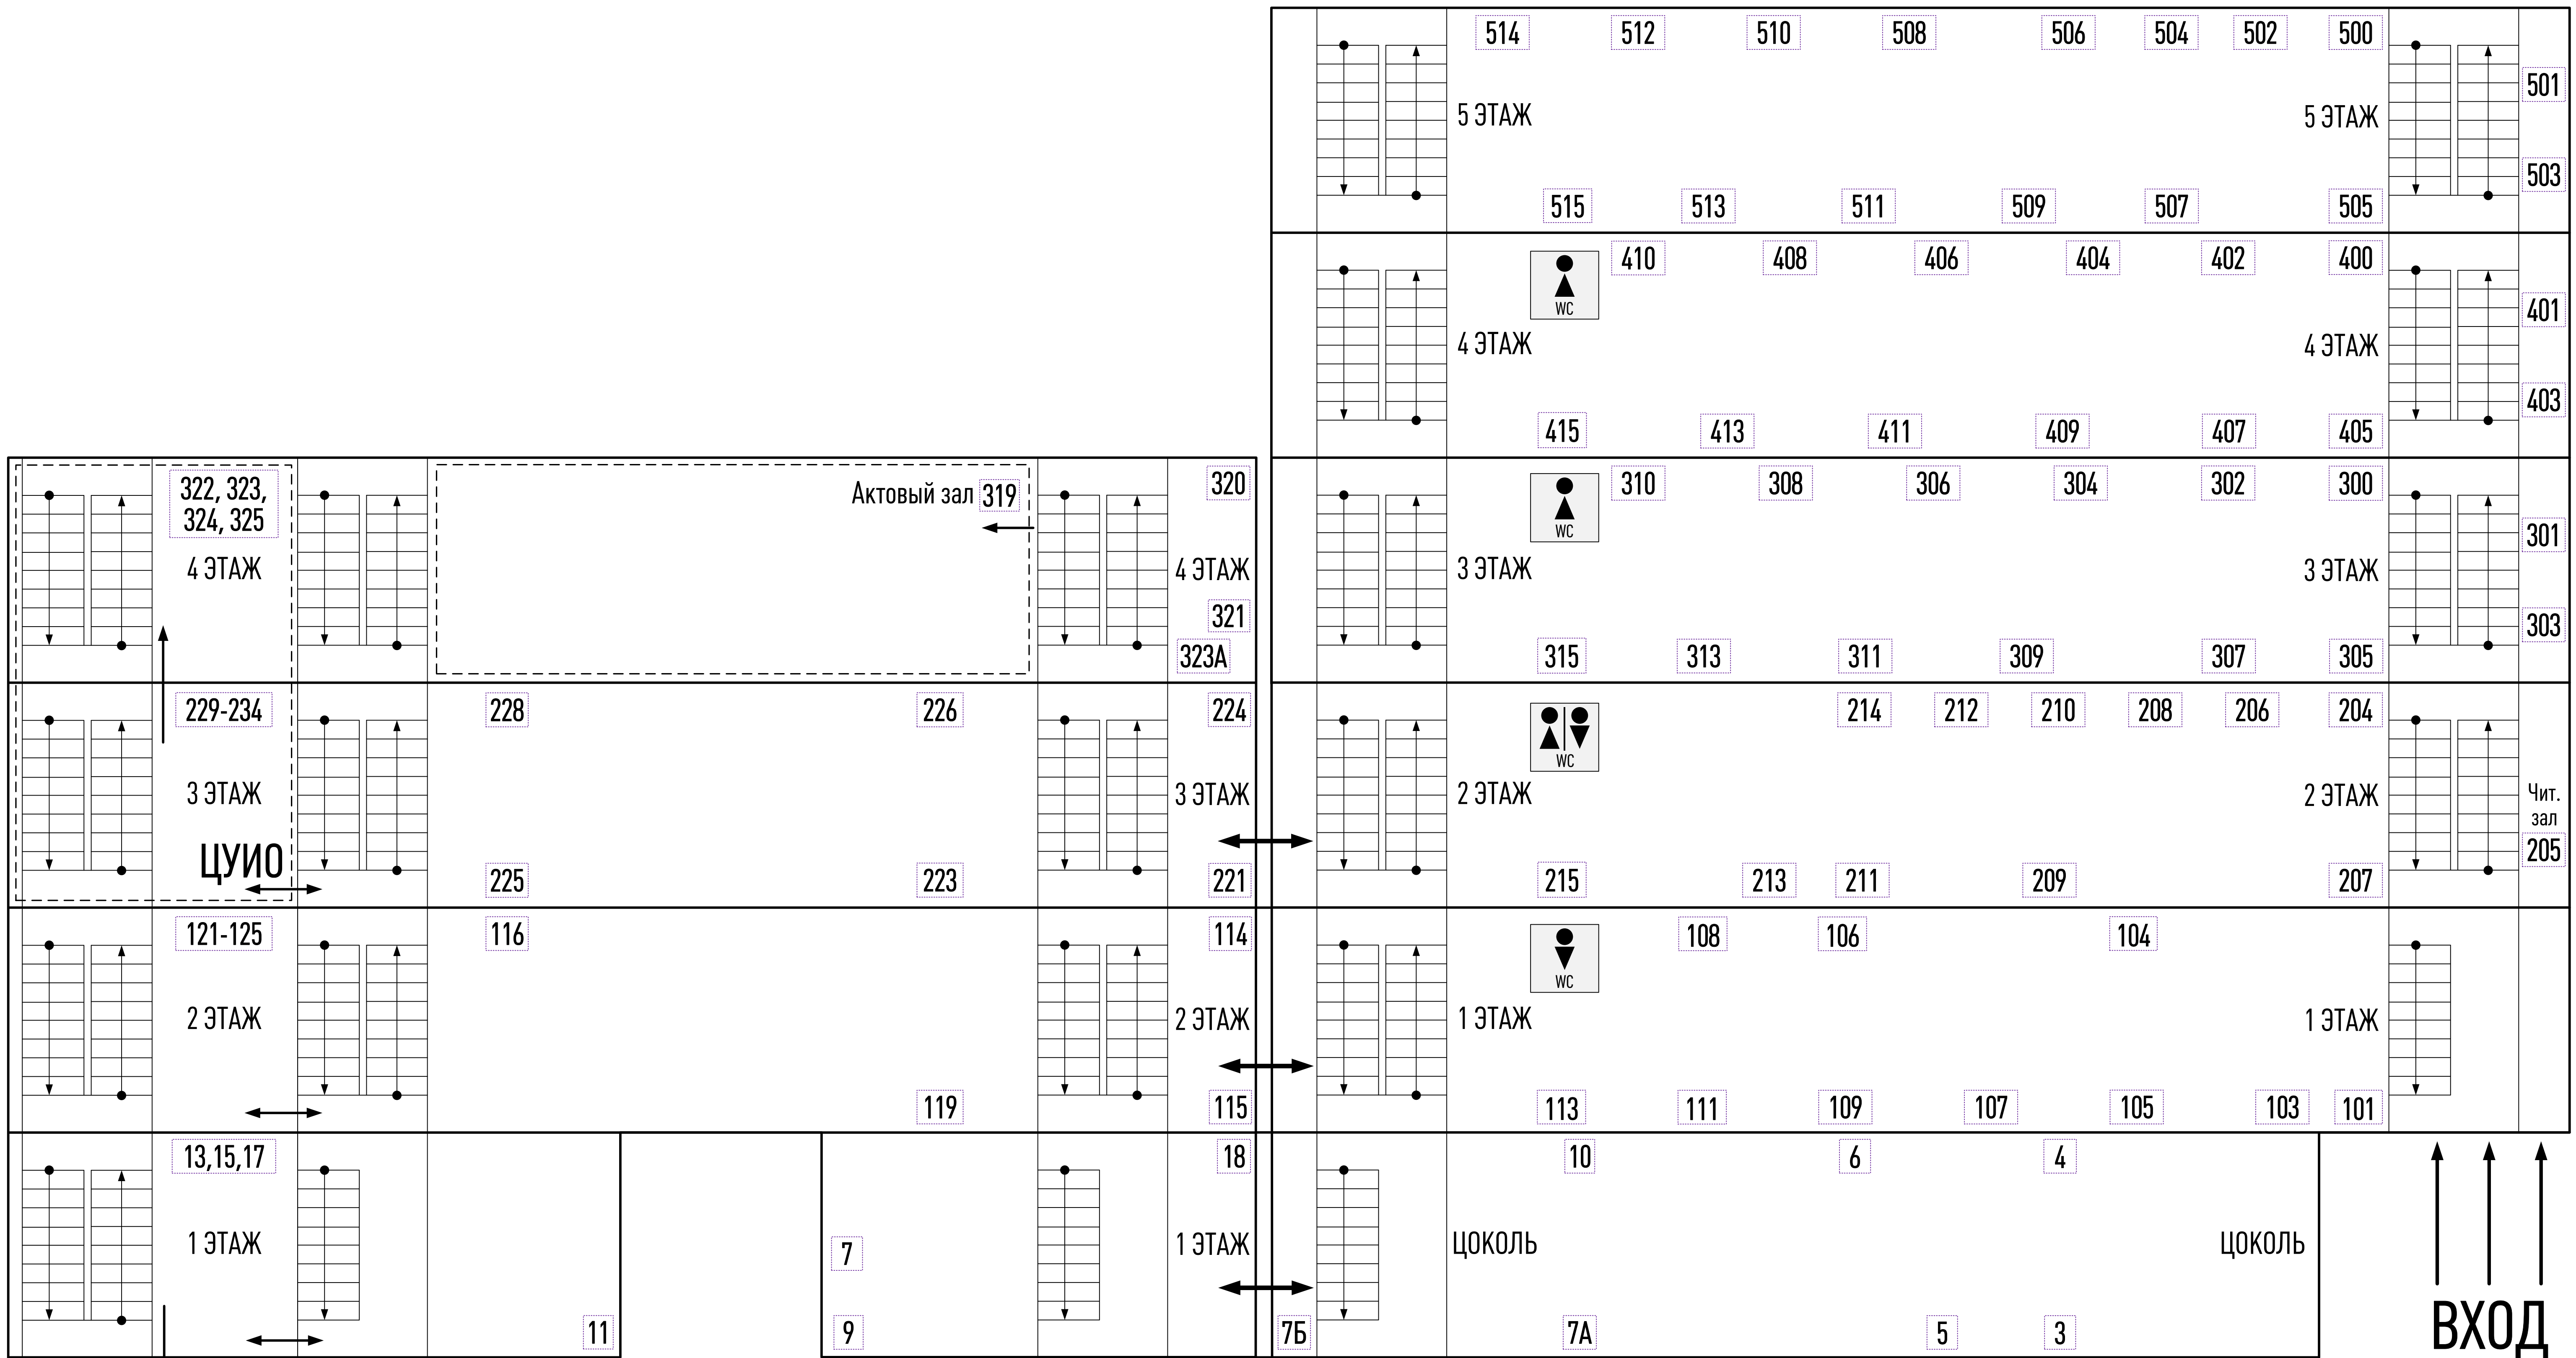 514 512 510 508 506 504 502 500
501
5 ЭТАЖ 5 ЭТАЖ
503
515 513 511 509 507 505
410 408 406 404 402 400
WC
401
4 ЭТАЖ 4 ЭТАЖ
403
415 413 411 409 407 405
322, 323,
324, 325
4 ЭТАЖ
Актовый зал 319
320
4 ЭТАЖ
321
323А
310 308 306 304 302 300
WC
301
3 ЭТАЖ 3 ЭТАЖ
303
315 313 311 309 307 305
229-234 228 226 224
3 ЭТАЖ 3 ЭТАЖ
ЦУИО
225 223 221
214 212 210 208 206 204
WC
2 ЭТАЖ 2 ЭТАЖ
Чит.
зал
205
215 213 211 209 207
121-125 116 114
2 ЭТАЖ 2 ЭТАЖ
119 115
108 106 104
WC
1 ЭТАЖ 1 ЭТАЖ
113 111 109 107 105 103 101
13,15,17 18
1 ЭТАЖ 7 1 ЭТАЖ
11 9
10 6 4
ЦОКОЛЬ ЦОКОЛЬ
7Б 7А 5 3
ВХОД